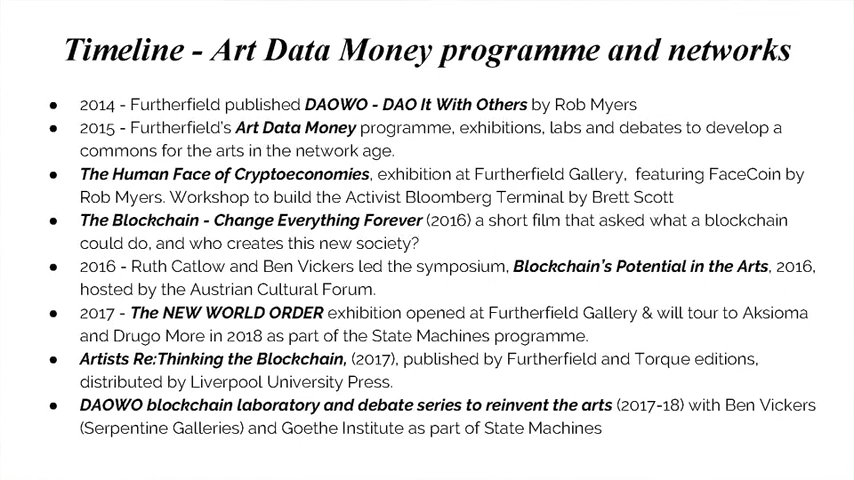 Timeline - Art Data Money programme and networks
● 2014 - Furtherfield published DAOWO - DAO It With Others by Rob Myers
● 2015 - Furtherfield's Art Data Money programme, exhibitions, labs and debates to develop a
commons for the arts in the network age.
● The Human Face of Cryptoeconomies, exhibition at Furtherfield Gallery, featuring FaceCoin by
Rob Myers. Workshop to build the Activist Bloomberg Terminal by Brett Scott
● The Blockchain - Change Everything Forever (2016) a short film that asked what a blockchain
could do, and who creates this new society?
● 2016 - Ruth Catlow and Ben Vickers led the symposium, Blockchain's Potential in the Arts, 2016,
hosted by the Austrian Cultural Forum.
● 2017 - The NEW WORLD ORDER exhibition opened at Furtherfield Gallery & will tour to Aksioma
and Drugo More in 2018 as part of the State Machines programme.
● Artists Re:Thinking the Blockchain, (2017), published by Furtherfield and Torque editions,
distributed by Liverpool University Press.
● DAOWO blockchain laboratory and debate series to reinvent the arts (2017-18) with Ben Vickers
(Serpentine Galleries) and Goethe Institute as part of State Machines